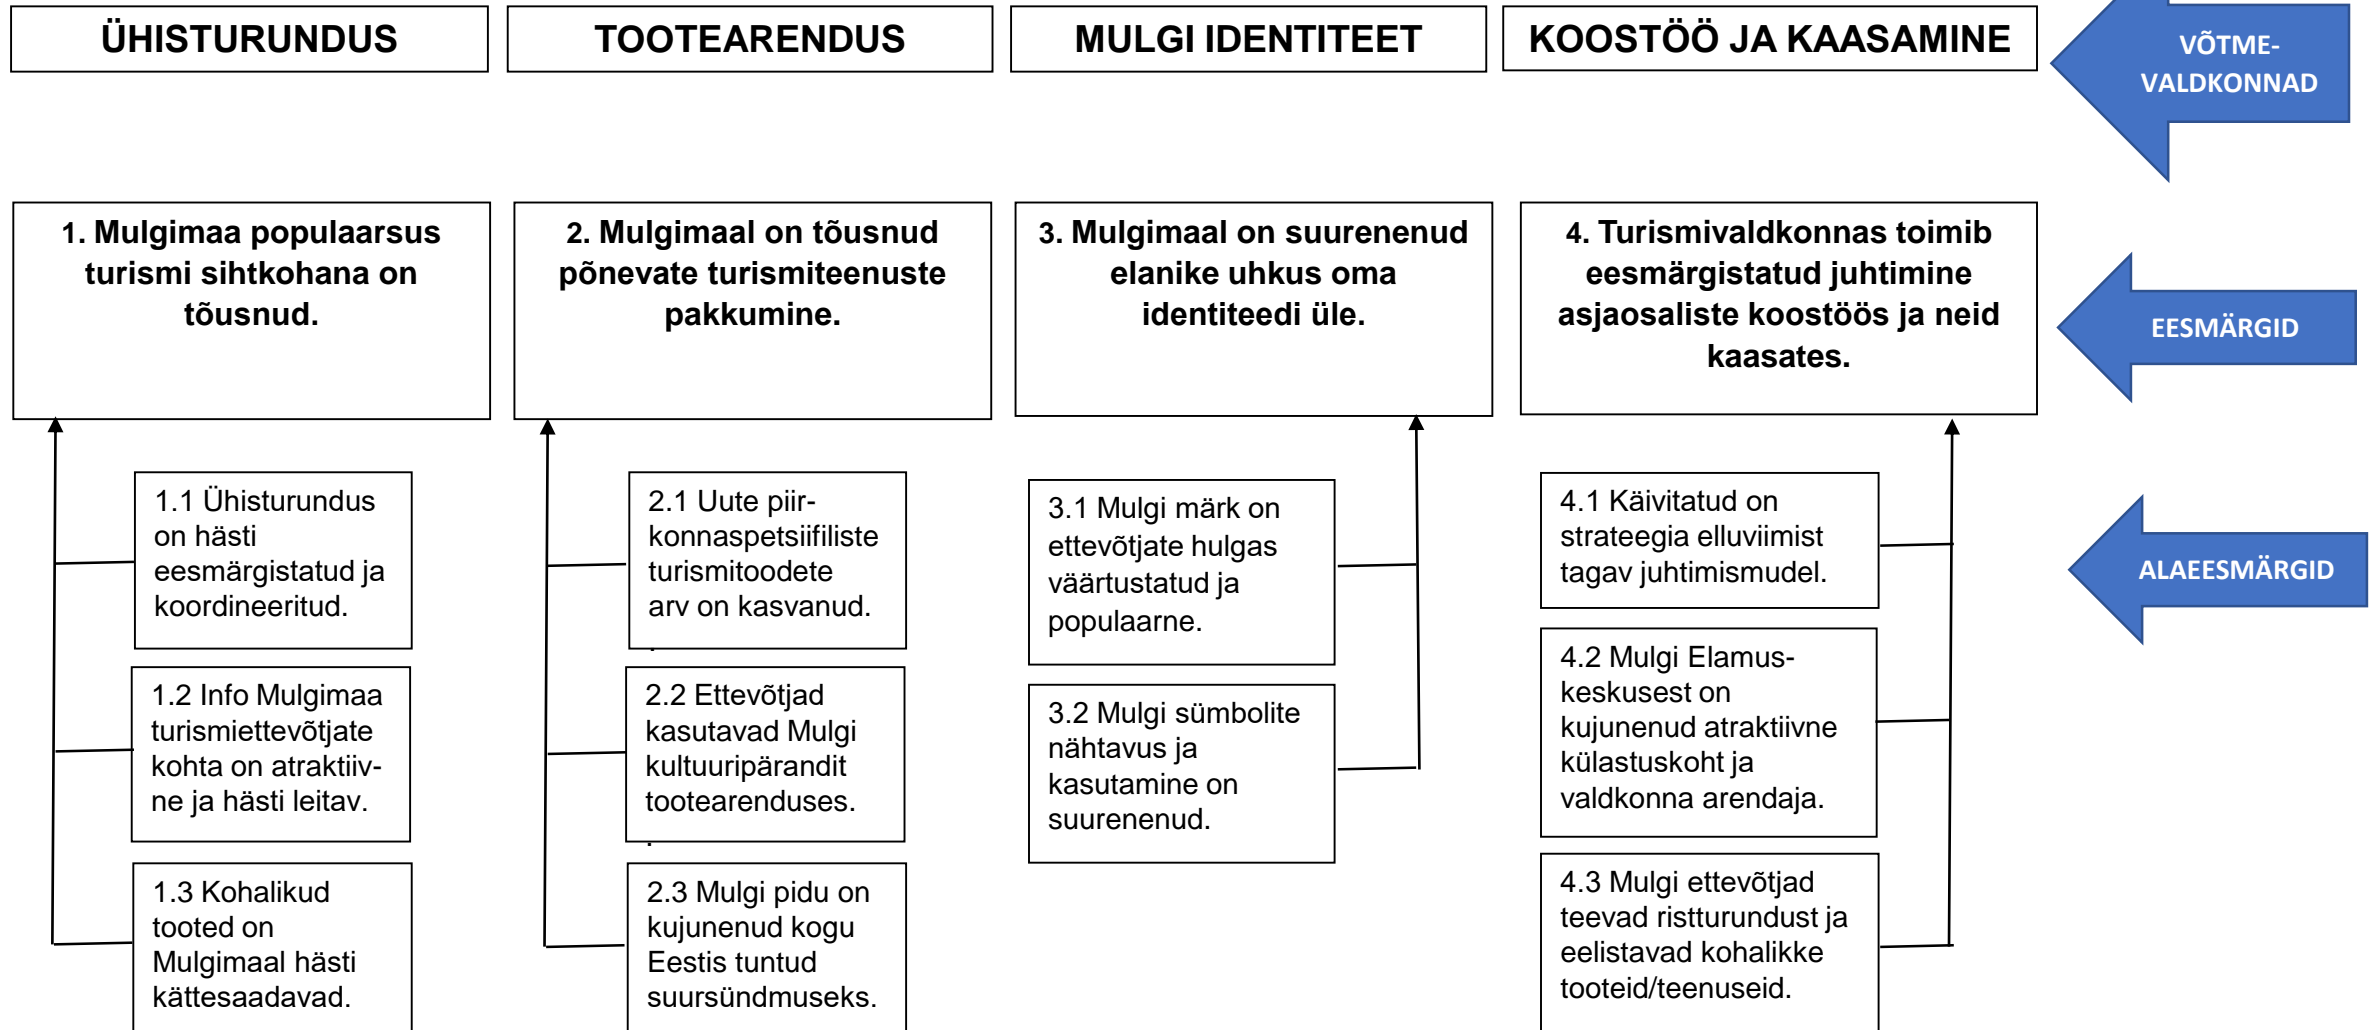 ÜHISTURUNDUS
TOOTEARENDUS
MULGI IDENTITEET
KOOSTÖÖ JA KAASAMINE
VÕTME-
VALDKONNAD
1. Mulgimaa populaarsus
turismi sihtkohana on
tõusnud.
2. Mulgimaal on tõusnud
põnevate turismiteenuste
pakkumine.
3. Mulgimaal on suurenenud
elanike uhkus oma
identiteedi üle.
4. Turismivaldkonnas toimib
eesmärgistatud juhtimine
asjaosaliste koostöös ja neid
kaasates.
EESMÄRGID
1.1 Ühisturundus
on hästi
eesmärgistatud ja
koordineeritud.
2.1 Uute piir-
konnaspetsiifiliste
turismitoodete
arv on kasvanud.
3.1 Mulgi märk on
ettevõtjate hulgas
väärtustatud ja
populaarne.
4.1 Käivitatud on
strateegia elluviimist
tagav juhtimismudel.
ALAEESMÄRGID
1.2 Info Mulgimaa
turismiettevõtjate
kohta on atraktiiv-
ne ja hästi leitav.
2.2 Ettevõtjad
kasutavad Mulgi
kultuuripärandit
tootearenduses.
3.2 Mulgi sümbolite
nähtavus ja
kasutamine on
suurenenud.
4.2 Mulgi Elamus-
keskusest on
kujunenud atraktiivne
külastuskoht ja
valdkonna arendaja.
1.3 Kohalikud
tooted on
Mulgimaal hästi
kättesaadavad.
2.3 Mulgi pidu on
kujunenud kogu
Eestis tuntud
suursündmuseks.
4.3 Mulgi ettevõtjad
teevad ristturundust ja
eelistavad kohalikke
tooteid/teenuseid.